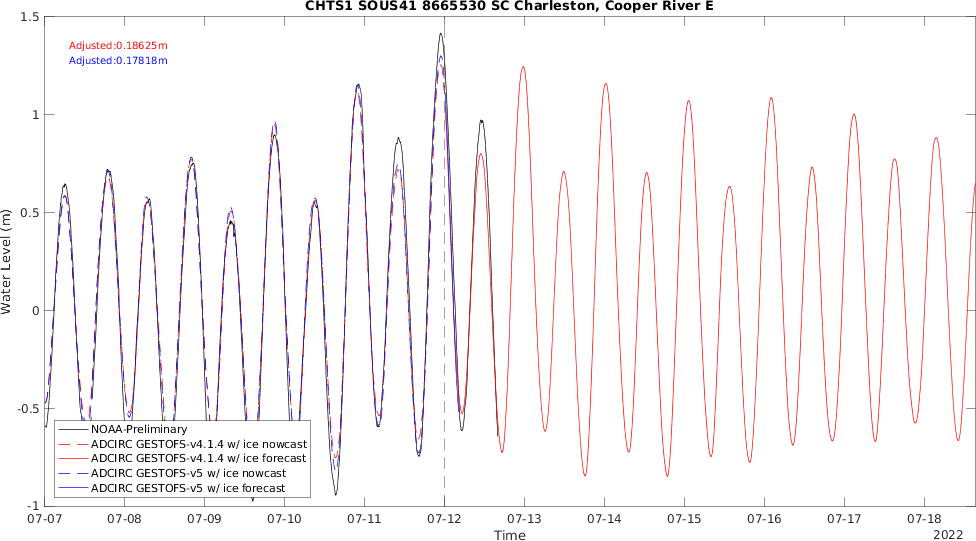 CHTS1 SOUS41 8665530 SC Charleston, Cooper River E
1.5
Adjusted:0.18625m
Adjusted:0.17818m
1
0.5
Water Level (m)
0
-0.5
NOAA-Preliminary
ADCIRC GESTOFS-v4.1.4 w/ ice nowcast
ADCIRC GESTOFS-v4.1.4 w/ ice forecast
ADCIRC GESTOFS-v5 w/ ice nowcast
ADCIRC GESTOFS-v5 w/ ice forecast
-1
07-07 07-08 07-09 07-10 07-11 07-12 07-13 07-14 07-15 07-16 07-17 07-18
Time
2022